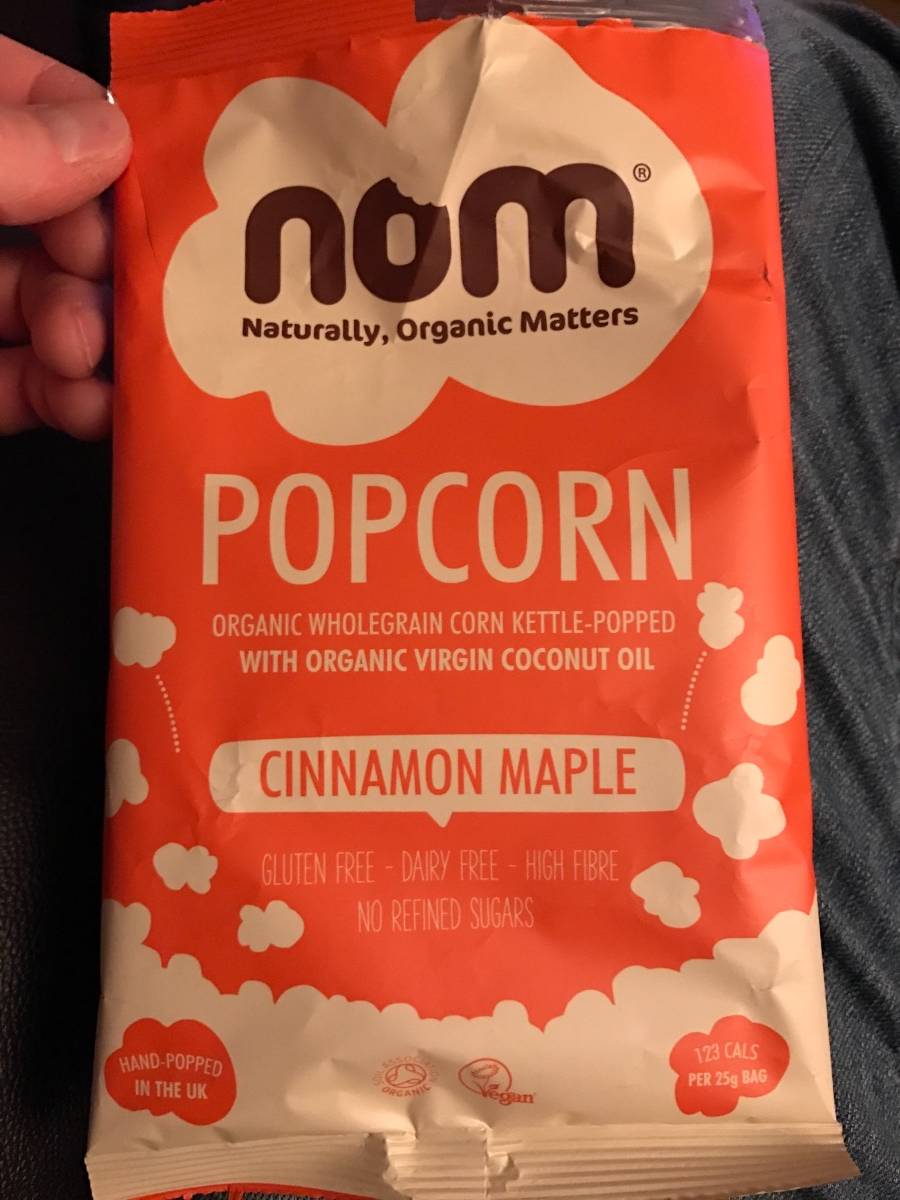 nom®
Naturally, Organic Matters
POPCORN
ORGANIC WHOLEGRAIN CORN KETTLE-POPPED
WITH ORGANIC VIRGIN COCONUT OIL
CINNAMON MAPLE
GLUTEN FREE - DAIRY FREE - HIGH FIBRE
NO REFINED SUGARS
HAND-POPPED
IN THE UK
SOIL ASSOCIATION
ORGANIC
Vegan
123 CALS
PER 25g BAG